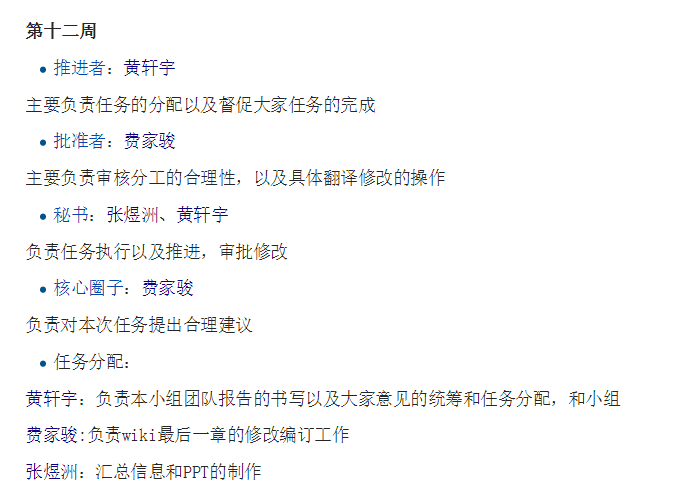 第十二周
推进者：黄轩宇
主要负责任务的分配以及督促大家任务的完成
批准者：费家骏
主要负责审核分工的合理性，以及具体翻译修改的操作
秘书：张煜洲、黄轩宇
负责任务执行以及推进，审批修改
核心圈子：费家骏
负责对本次任务提出合理建议
任务分配：
黄轩宇：负责本小组团队报告的书写以及大家意见的统筹和任务分配，和小组
费家骏:负责wiki最后一章的修改编订工作
张煜洲：汇总信息和PPT的制作